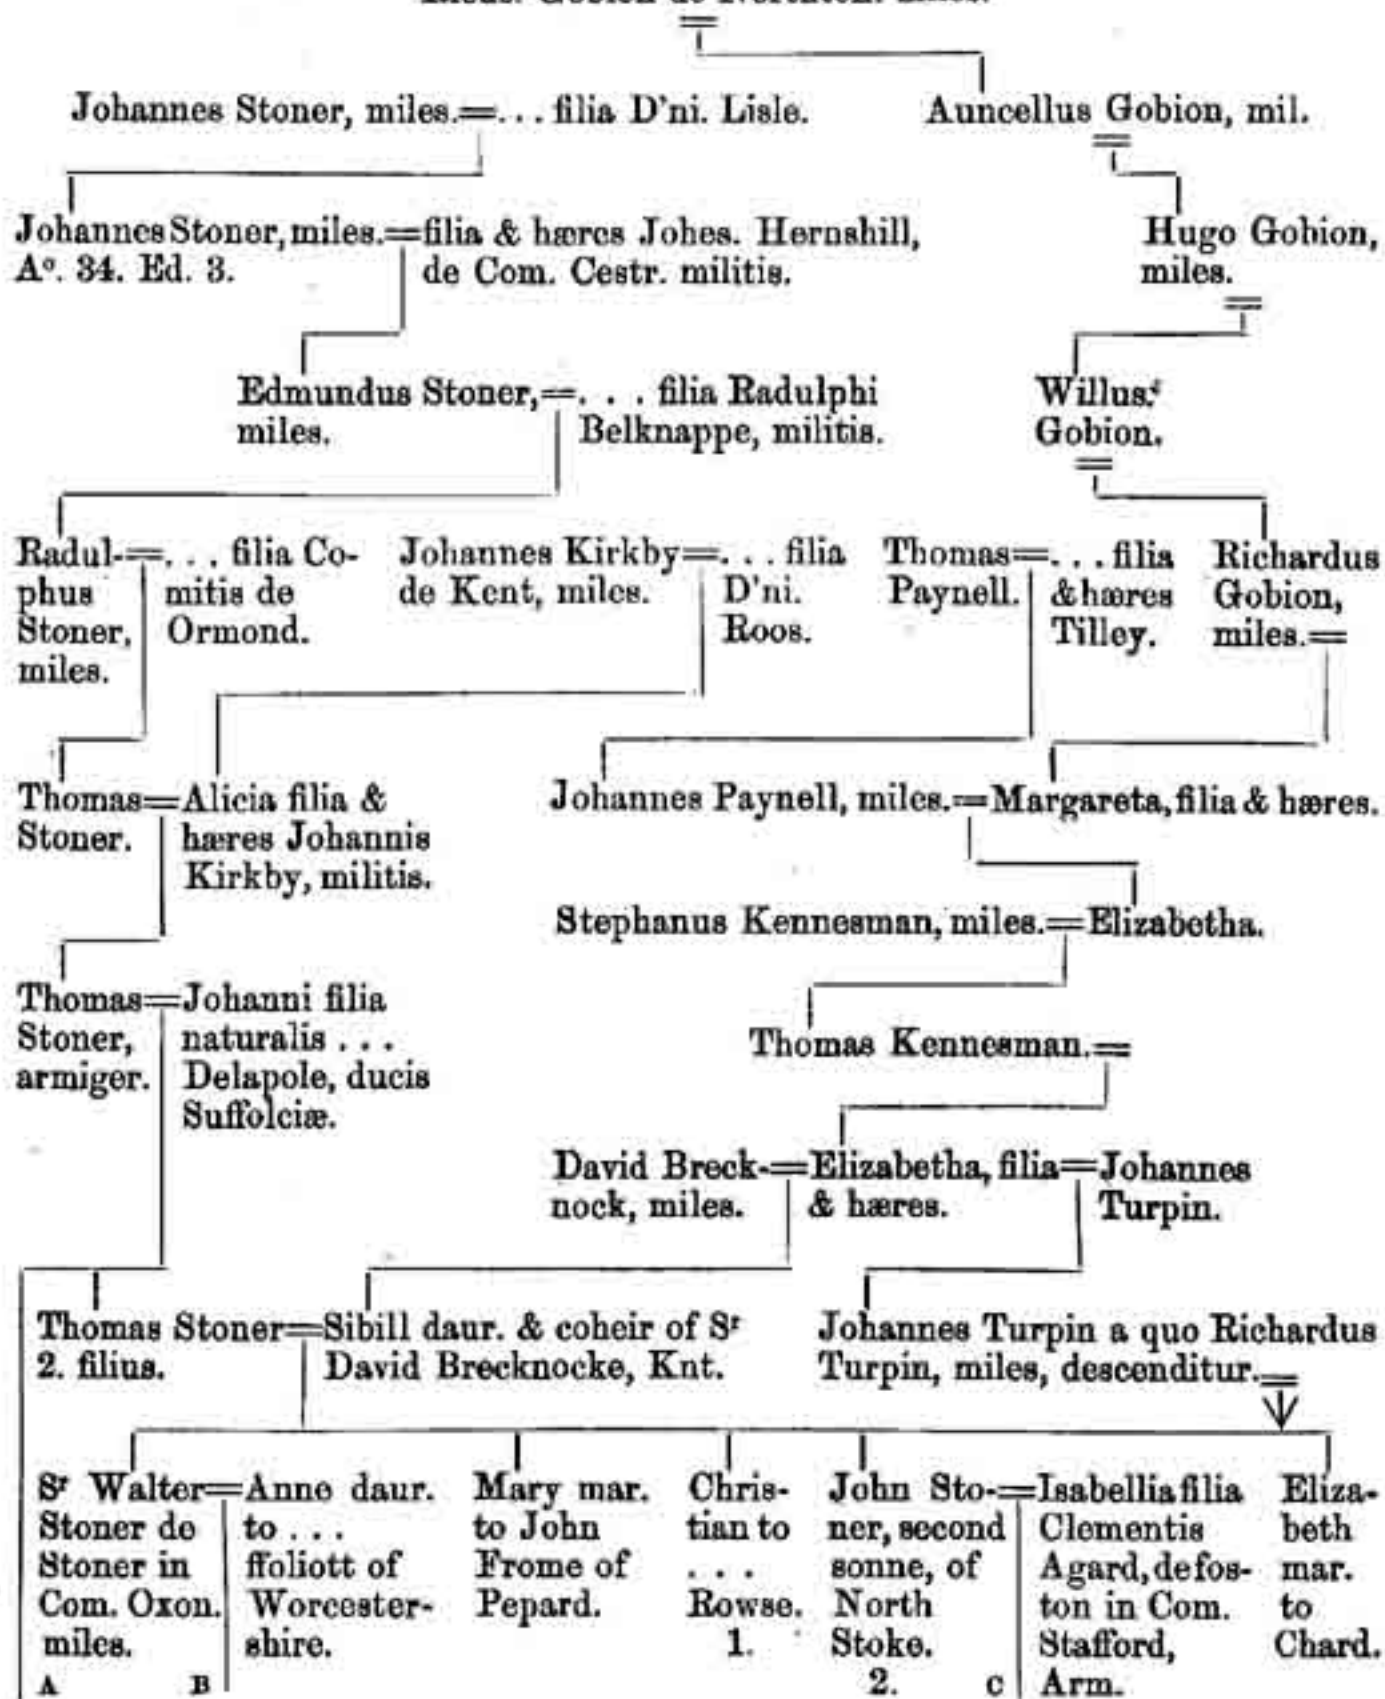 Johannes Stoner, miles.=... filia D'ni. Lisle.
Auncellus Gobion, mil.
Johannes Stoner, miles.=filia & hæres Johes. Hernshill,
A°. 34. Ed. 3.
de Com. Cestr. militis.
Hugo Gobion,
miles.
Edmundus Stoner,=. . . filia Radulphi
miles.
Belknappe, militis.
Willus.
Gobion.
Radul-=... filia Co-
phus
mitis de
Stoner,
Ormond.
miles.
Johannes Kirkby=... filia
de Kent, miles.
D'ni.
Roos.
Thomas=... filia
Paynell.
& hæres
Tilley.
Richardus
Gobion,
miles.=
Thomas=Alicia filia &
Stoner.
hæres Johannis
Kirkby, militis.
Johannes Paynell, miles.=Margareta, filia & hæres.
Stephanus Kennesman, miles.=Elizabetha.
Thomas=Johanni filia
Stoner,
naturalis ...
armiger.
Delapole, ducis
Suffolciæ.
Thomas Kennesman.=
David Breck-=Elizabetha, filia=Johannes
nock, miles.
& hæres.
Turpin.
Thomas Stoner=Sibill daur. & coheir of Sr
2. filius.
David Brecknocke, Knt.
Johannes Turpin a quo Richardus
Turpin, miles, descenditur.=
Sr Walter=Anne daur.
Stoner de
to ...
Stoner in
ffoliott of
Com. Oxon.
Worcester-
miles.
shire.
A
B
Mary mar.
to John
Frome of
Pepard.
Chris-
tian to
. . .
Rowse.
1.
John Sto-=Isabellia filia
ner, second
Clementis
sonne, of
Agard, de fos-
North
ton in Com.
Stoke.
Stafford,
2.
C
Arm.
Eliza-
beth
mar.
to
Chard.